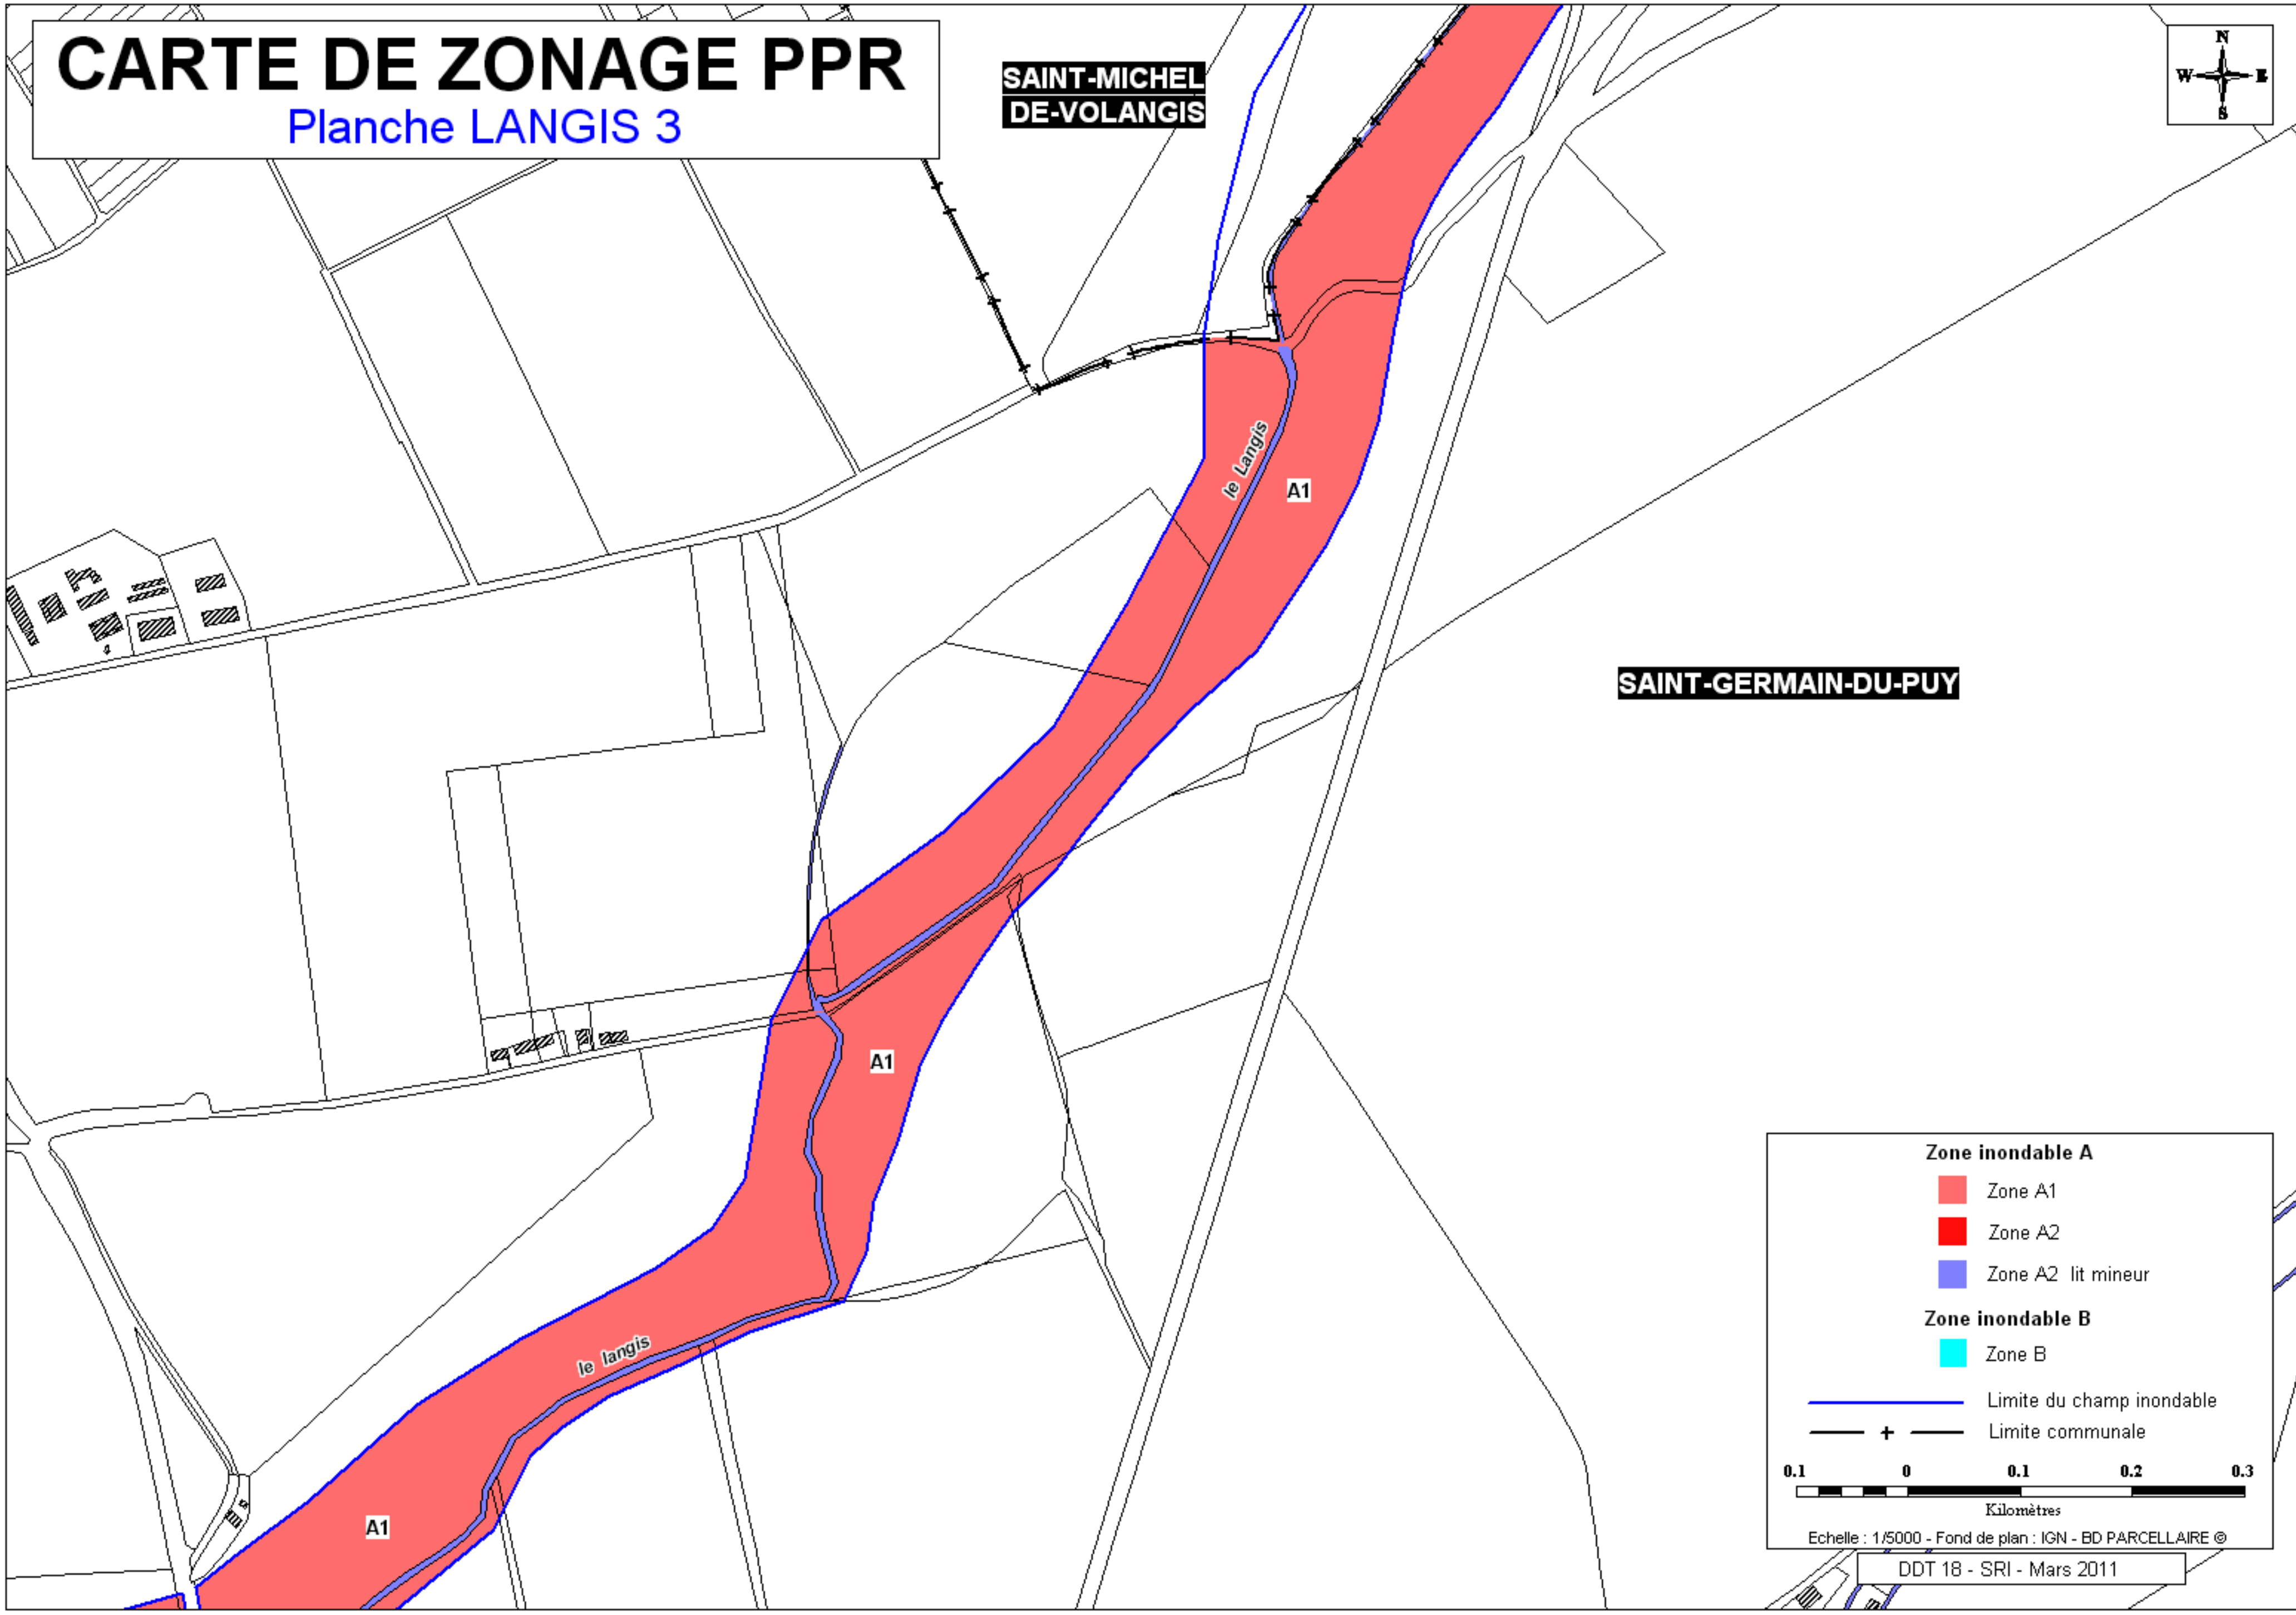 CARTE DE ZONAGE PPR
Planche LANGIS 3
SAINT-MICHEL
DE-VOLANGIS
N
W E
S
le Langis
A1
SAINT-GERMAIN-DU-PUY
A1
le langis
A1
Zone inondable A
Zone A1
Zone A2
Zone A2 lit mineur
Zone inondable B
Zone B
Limite du champ inondable
Limite communale
0.1 0 0.1 0.2 0.3
Kilomètres
Echelle : 1/5000 - Fond de plan : IGN - BD PARCELLAIRE ©
DDT 18 - SRI - Mars 2011